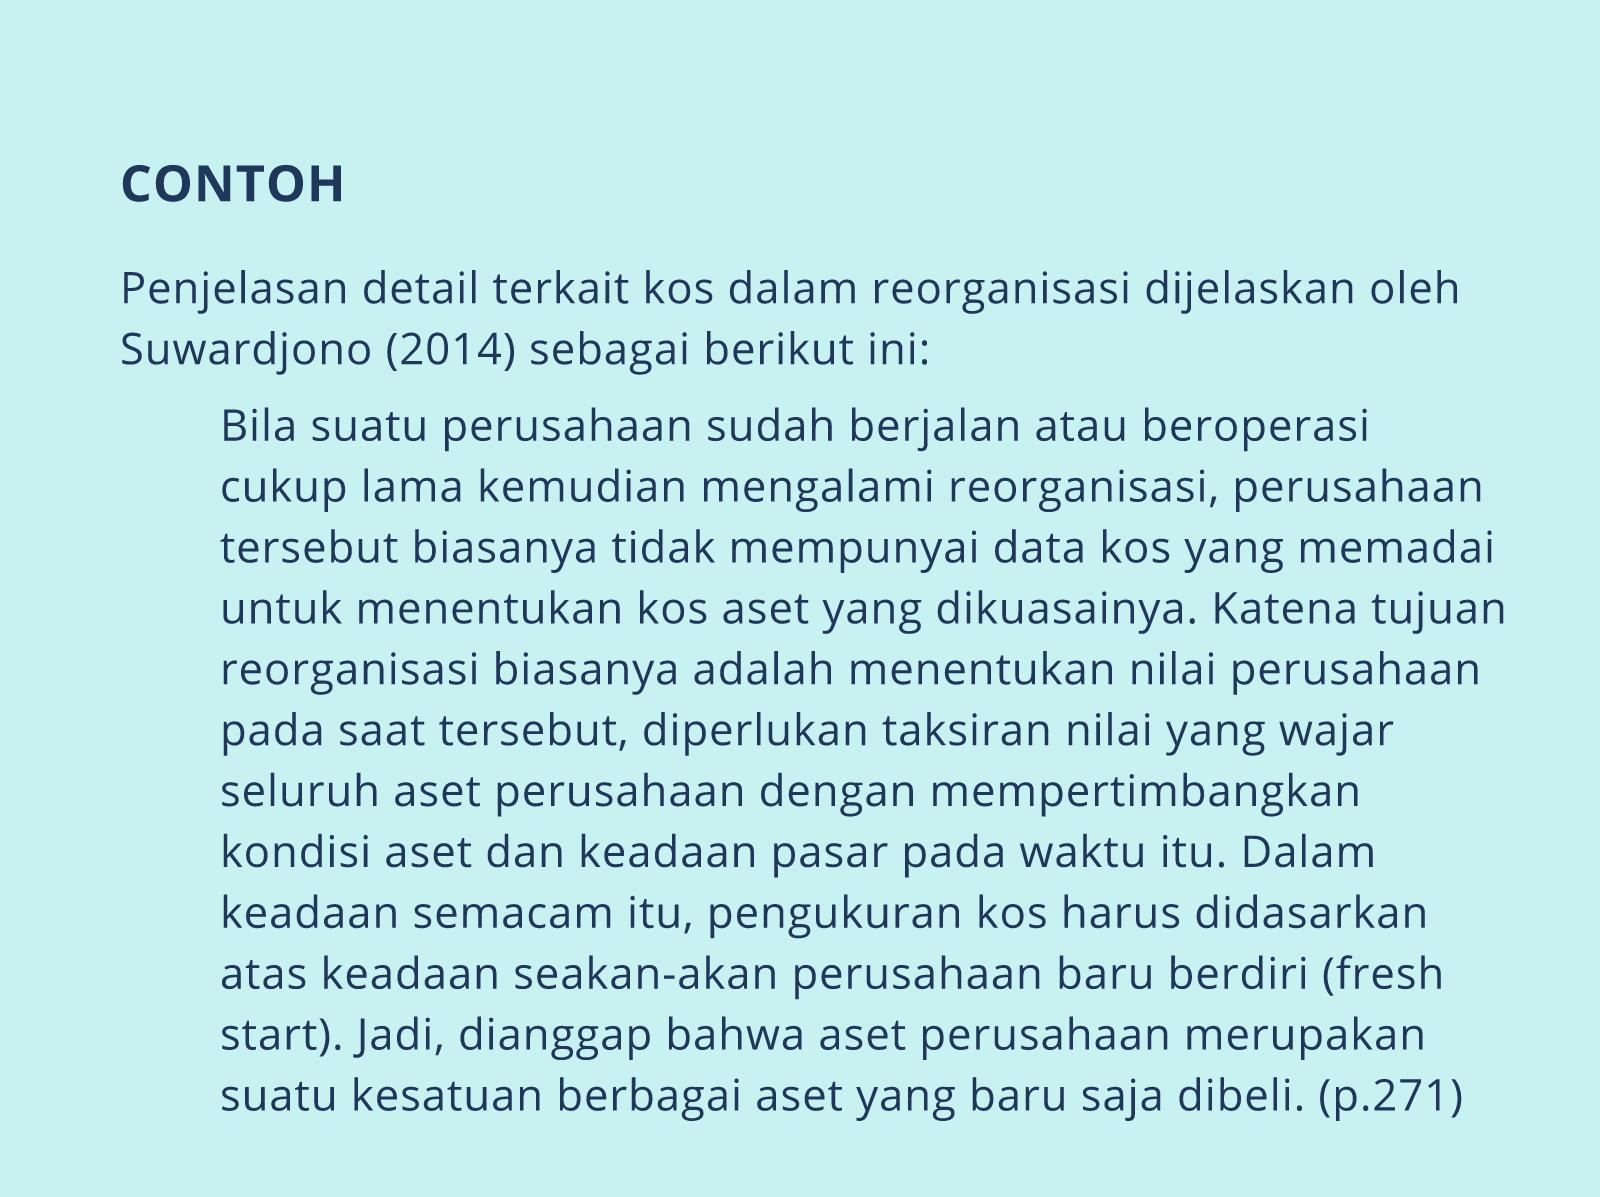 CONTOH
Penjelasan detail terkait kos dalam reorganisasi dijelaskan oleh
Suwardjono (2014) sebagai berikut ini:
Bila suatu perusahaan sudah berjalan atau beroperasi
cukup lama kemudian mengalami reorganisasi, perusahaan
tersebut biasanya tidak mempunyai data kos yang memadai
untuk menentukan kos aset yang dikuasainya. Katena tujuan
reorganisasi biasanya adalah menentukan nilai perusahaan
pada saat tersebut, diperlukan taksiran nilai yang wajar
seluruh aset perusahaan dengan mempertimbangkan
kondisi aset dan keadaan pasar pada waktu itu. Dalam
keadaan semacam itu, pengukuran kos harus didasarkan
atas keadaan seakan-akan perusahaan baru berdiri (fresh
start). Jadi, dianggap bahwa aset perusahaan merupakan
suatu kesatuan berbagai aset yang baru saja dibeli. (p.271)